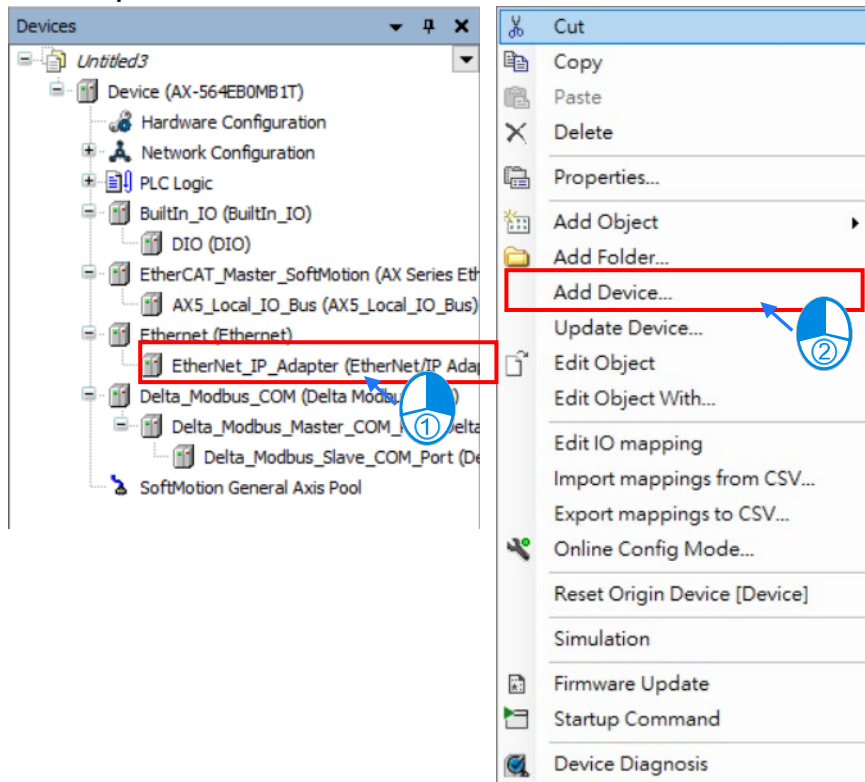 Devices
Untitled3
Device (AX-564EB0MB1T)
Hardware Configuration
Network Configuration
PLC Logic
BuiltIn_IO (BuiltIn_IO)
DIO (DIO)
EtherCAT_Master_SoftMotion (AX Series Eth
AX5_Local_IO_Bus (AX5_Local_IO_Bus)
Ethernet (Ethernet)
EtherNet_IP_Adapter (EtherNet/IP Adap
Delta_Modbus_COM (Delta Modbu
Delta_Modbus_Master_COM
Delta_Modbus_Slave_COM_Port (De
SoftMotion General Axis Pool
①
Cut
Copy
Paste
Delete
Properties...
Add Object
Add Folder...
Add Device...
Update Device...
②
Edit Object
Edit Object With...
Edit IO mapping
Import mappings from CSV...
Export mappings to CSV...
Online Config Mode...
Reset Origin Device [Device]
Simulation
Firmware Update
Startup Command
Device Diagnosis